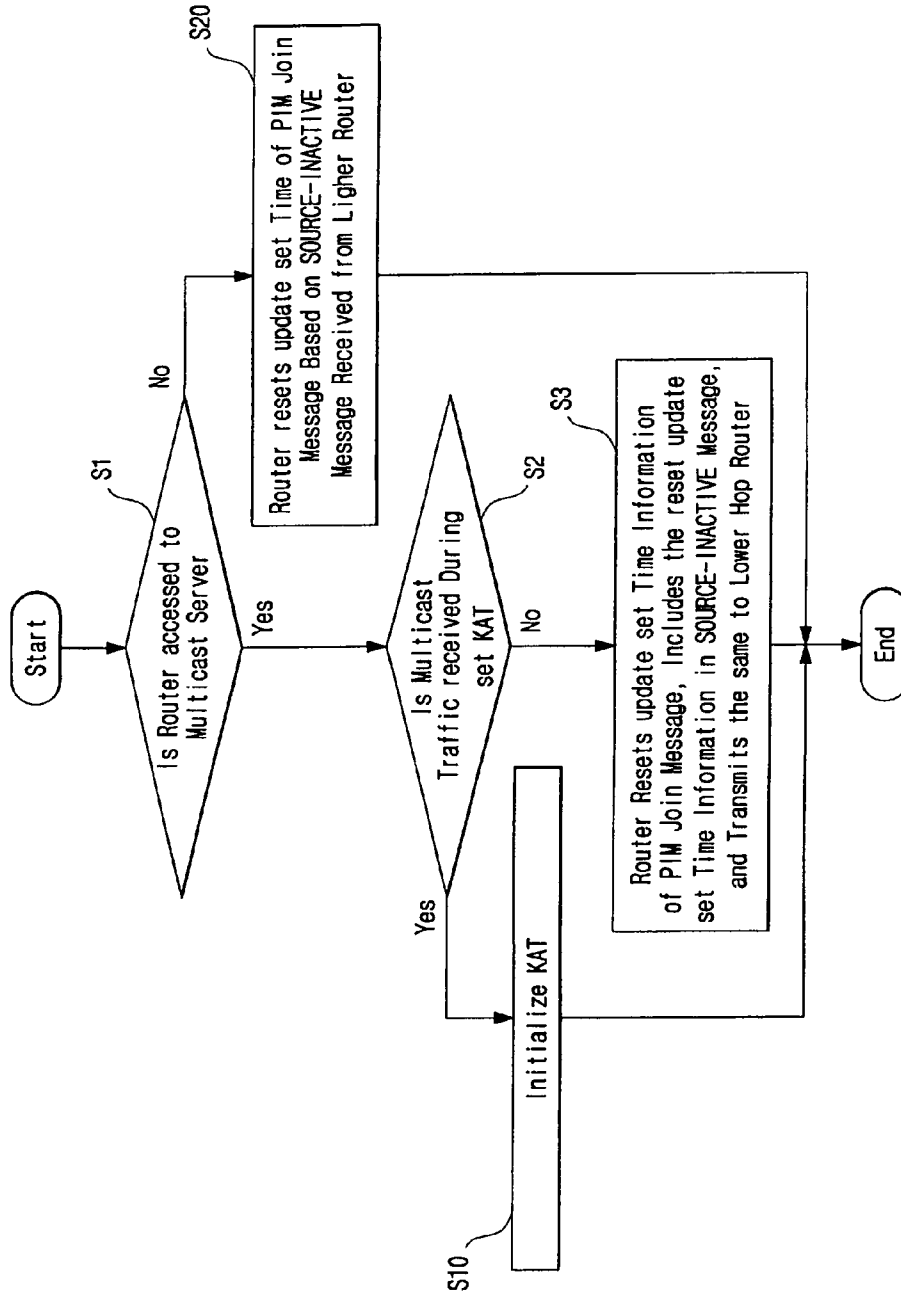 Start
S1
Is Router accessed to
Multicast Server
No
Yes
S20
Router resets update set Time of PIM Join
Message Based on SOURCE-INACTIVE
Message Received from Ligher Router
S2
Is Multicast
Traffic received During
set KAT
Yes
No
S10
Initialize KAT
S3
Router Resets update set Time Information
of PIM Join Message, Includes the reset update
set Time Information in SOURCE-INACTIVE Message,
and Transmits the same to Lower Hop Router
End